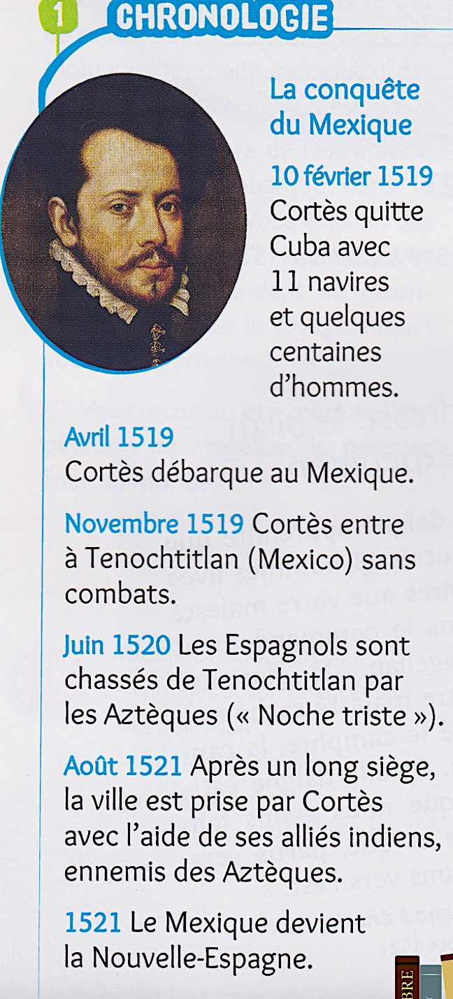 1
CHRONOLOGIE
La conquête
du Mexique
10 février 1519
Cortès quitte
Cuba avec
11 navires
et quelques
centaines
d’hommes.
Avril 1519
Cortès débarque au Mexique.
Novembre 1519 Cortès entre
à Tenochtitlan (Mexico) sans
combats.
Juin 1520 Les Espagnols sont
chassés de Tenochtitlan par
les Aztèques (« Noche triste »).
Août 1521 Après un long siège,
la ville est prise par Cortès
avec l’aide de ses alliés indiens,
ennemis des Aztèques.
1521 Le Mexique devient
la Nouvelle-Espagne.
BRE